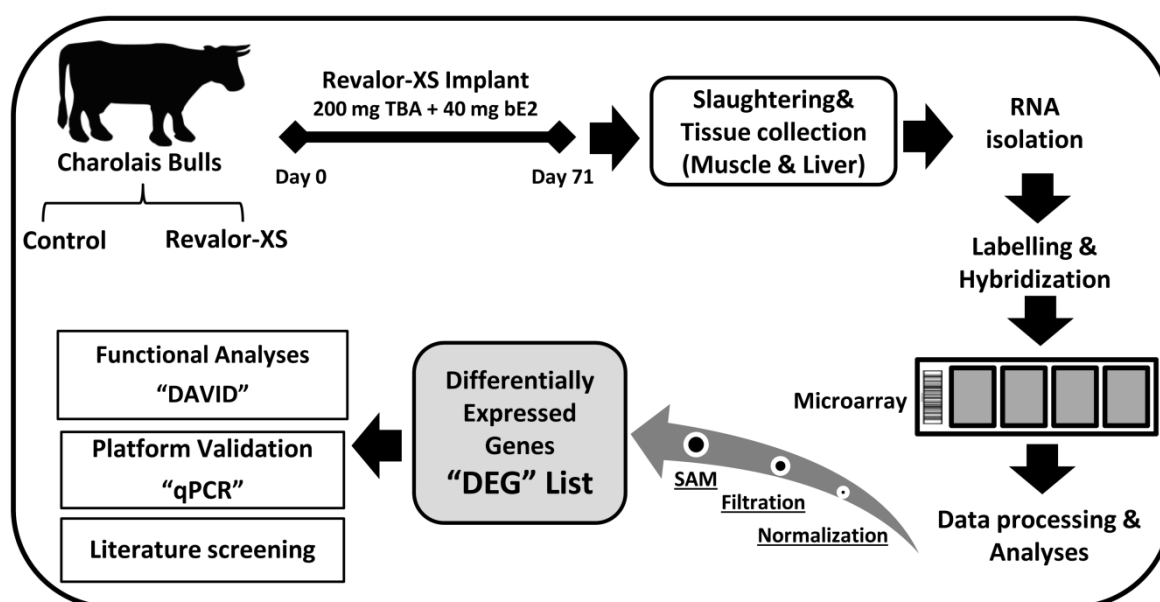 Charolais Bulls
Control
Revalor-XS
Revalor-XS Implant
200 mg TBA + 40 mg bE2
Day 0
Day 71
Slaughtering&
Tissue collection
(Muscle & Liver)
RNA
isolation
Labelling &
Hybridization
Microarray
Data processing &
Analyses
Normalization
Filtration
SAM
Differentially
Expressed
Genes
“DEG” List
Functional Analyses
“DAVID”
Platform Validation
“qPCR”
Literature screening